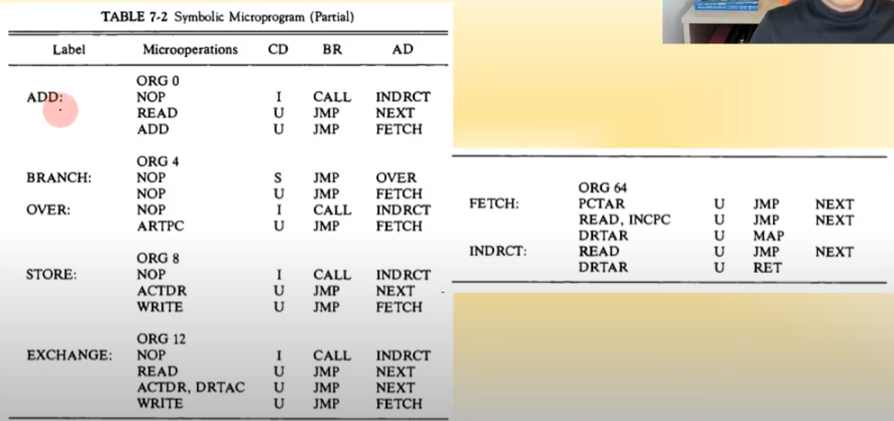 TABLE 7-2 Symbolic Microprogram (Partial)
Label Microoperations CD BR AD
ORG 0
ADD: NOP I CALL INDRCT
READ U JMP NEXT
ADD U JMP FETCH
ORG 4
BRANCH: NOP S JMP OVER
NOP U JMP FETCH
OVER: NOP I CALL INDRCT
ARTPC U JMP FETCH
ORG 8
STORE: NOP I CALL INDRCT
ACTDR U JMP NEXT
WRITE U JMP FETCH
ORG 12
EXCHANGE: NOP I CALL INDRCT
READ U JMP NEXT
ACTDR, DRTAC U JMP NEXT
WRITE U JMP FETCH
ORG 64
FETCH: PCTAR U JMP NEXT
READ, INCPC U JMP NEXT
DRTAR U MAP
INDRCT: READ U JMP NEXT
DRTAR U RET